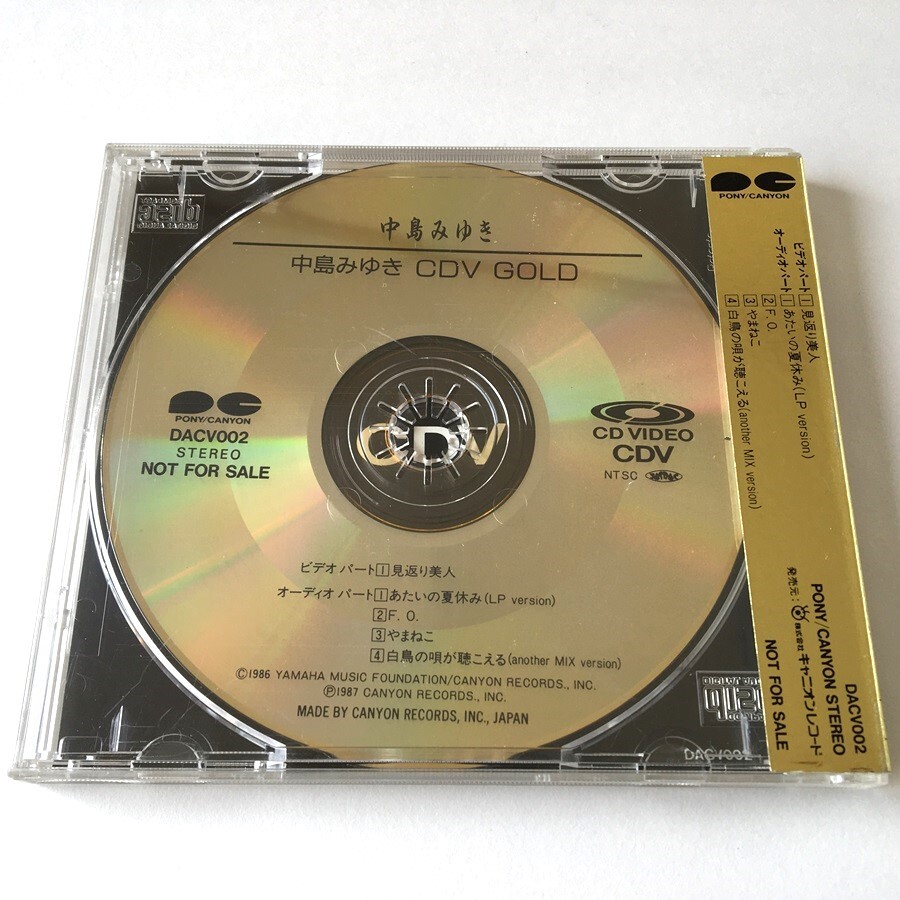 中島みゆき
中島みゆき CDV GOLD
PONY/CANYON
DACV002
STEREO
NOT FOR SALE
CD VIDEO
CDV
NTSC
CDV
ビデオ パート 1 見返り美人
オーディオ パート 1 あたいの夏休み(LP version)
2 F. O.
3 やまねこ
4 白鳥の唄が聴こえる(another MIX version)
©1986 YAMAHA MUSIC FOUNDATION/CANYON RECORDS., INC.
℗1987 CANYON RECORDS., INC.
MADE BY CANYON RECORDS, INC., JAPAN
DACV002
PONY/CANYON
ビデオパート 1 見返り美人
オーディオパート 1 あたいの夏休み(LP version)
2 F. O.
3 やまねこ
4 白鳥の唄が聴こえる(another MIX version)
DACV002
PONY/CANYON STEREO
発売元:株式会社 キャニオンレコード
NOT FOR SALE